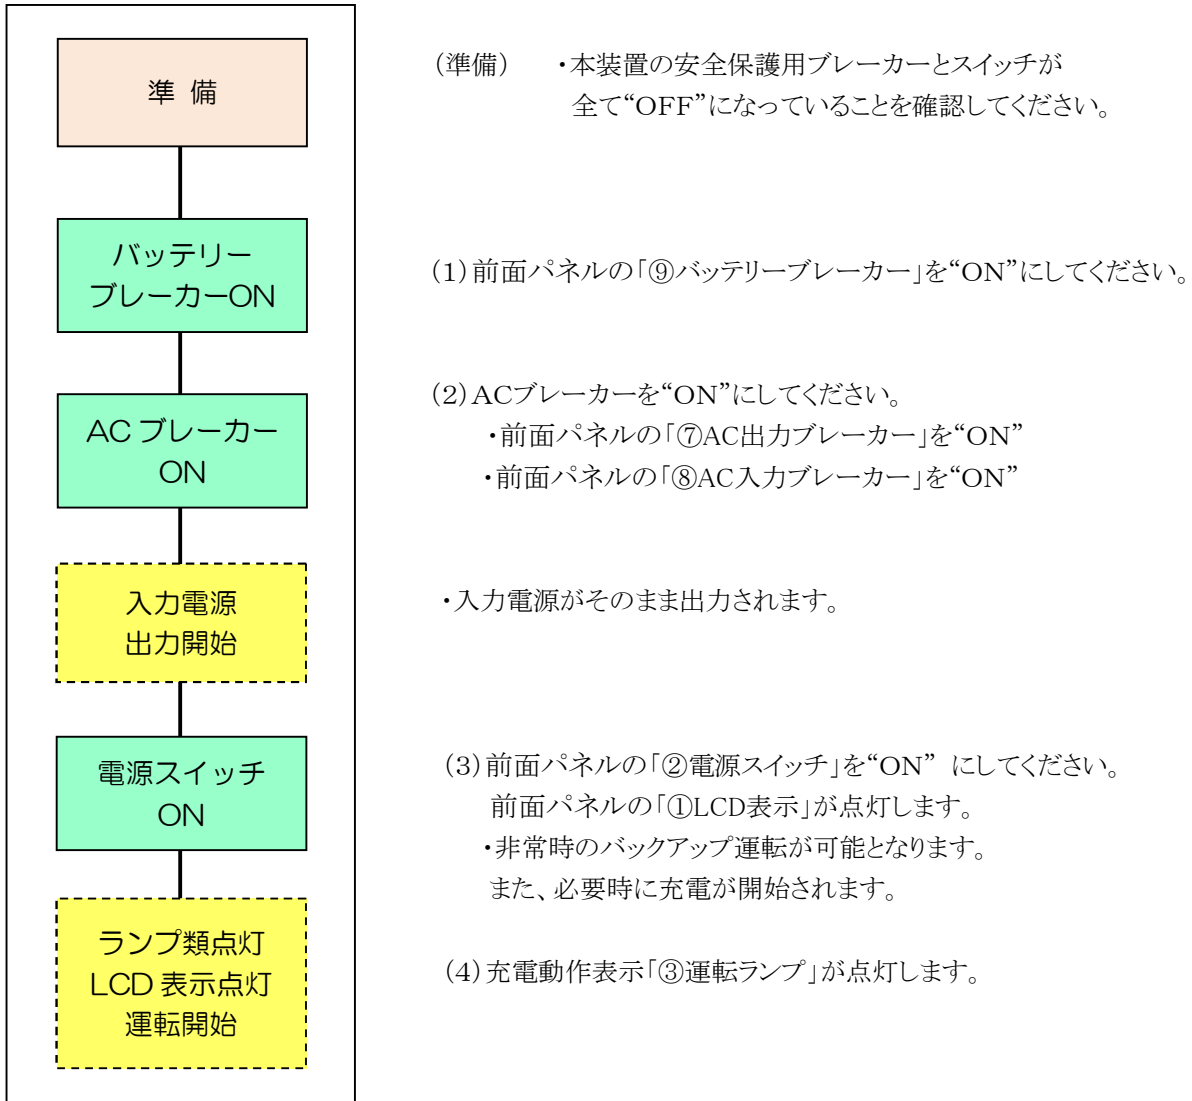 準 備
(準備) ・本装置の安全保護用ブレーカーとスイッチが
全て“OFF”になっていることを確認してください。
バッテリー
ブレーカーON
(1)前面パネルの「⑨バッテリーブレーカー」を“ON”にしてください。
AC ブレーカー
ON
(2)ACブレーカーを“ON”にしてください。
・前面パネルの「⑦AC出力ブレーカー」を“ON”
・前面パネルの「⑧AC入力ブレーカー」を“ON”
入力電源
出力開始
・入力電源がそのまま出力されます。
電源スイッチ
ON
(3)前面パネルの「②電源スイッチ」を“ON” にしてください。
前面パネルの「①LCD表示」が点灯します。
・非常時のバックアップ運転が可能となります。
また、必要時に充電が開始されます。
ランプ類点灯
LCD 表示点灯
運転開始
(4)充電動作表示「③運転ランプ」が点灯します。